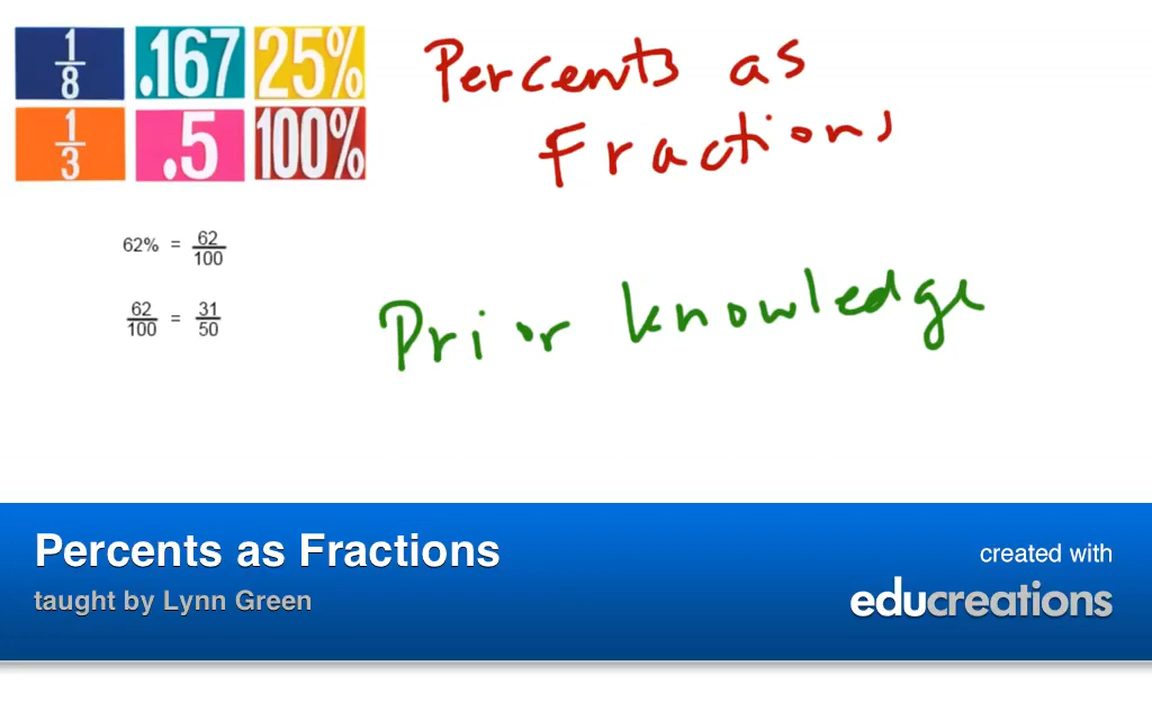 1/8 .167 25%
1/3 .5 100%
Percents as
Fractions
62% = 62/100
62/100 = 31/50
Prior knowledge
Percents as Fractions
taught by Lynn Green
created with
educreations